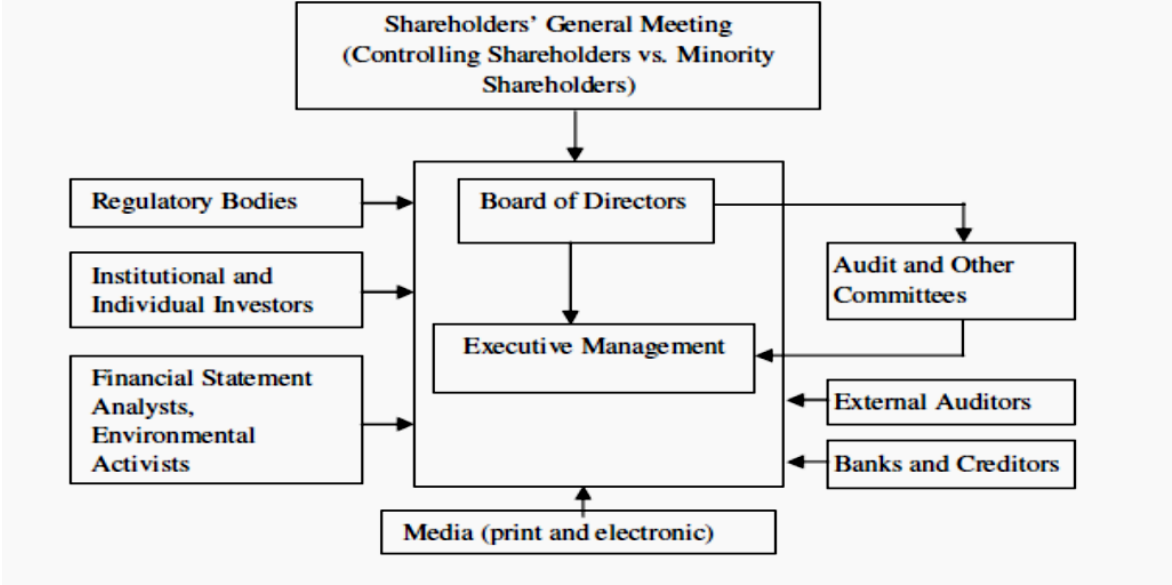 Shareholders' General Meeting
(Controlling Shareholders vs. Minority
Shareholders)
Regulatory Bodies
Board of Directors
Institutional and
Individual Investors
Audit and Other
Committees
Executive Management
Financial Statement
Analysts,
Environmental
Activists
External Auditors
Banks and Creditors
Media (print and electronic)